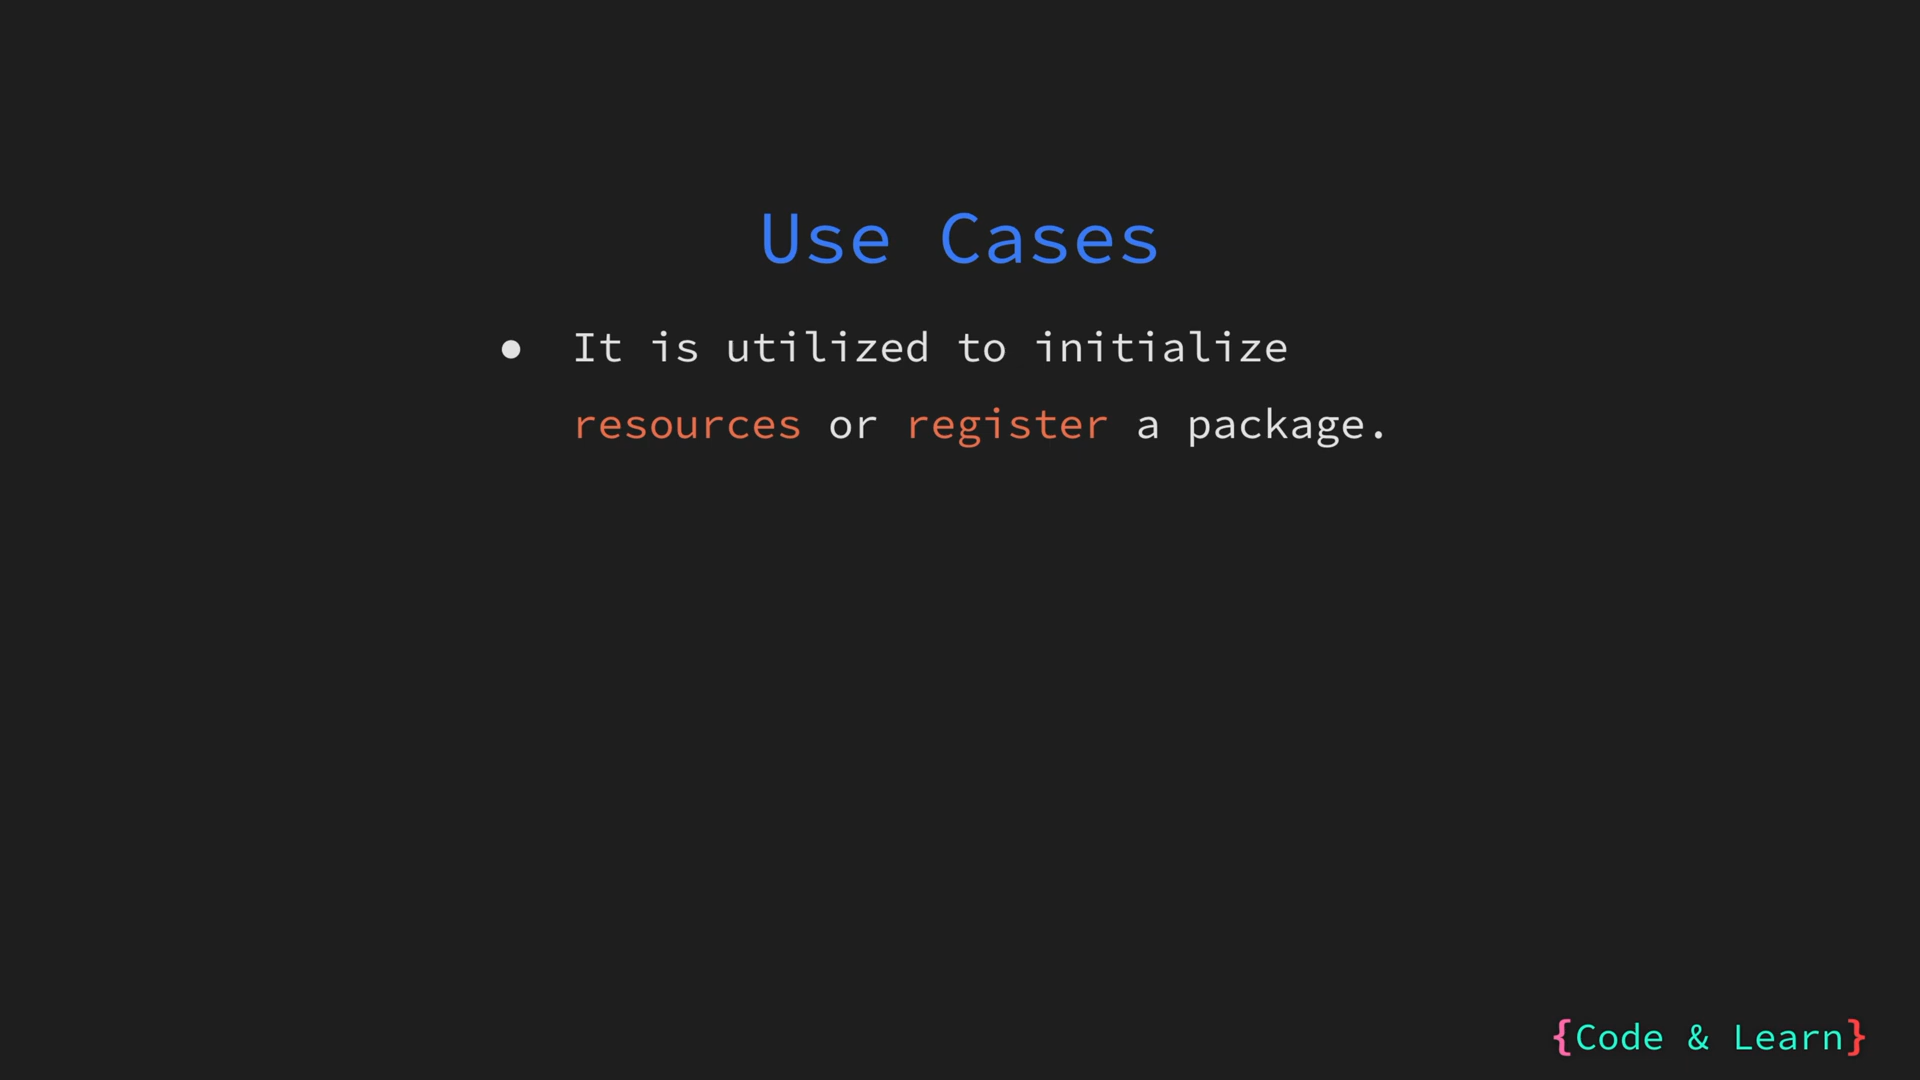 Use Cases
● It is utilized to initialize
resources or register a package.
{Code & Learn}